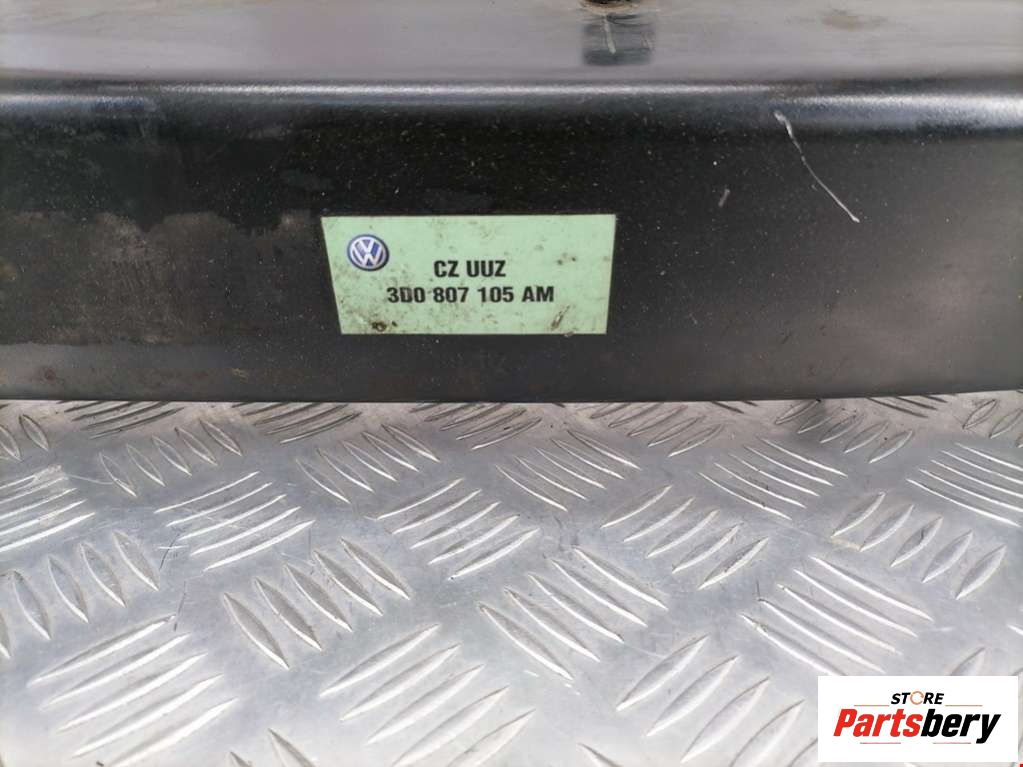 CZ UUZ
3D0 807 105 AM
STORE
Partsbery